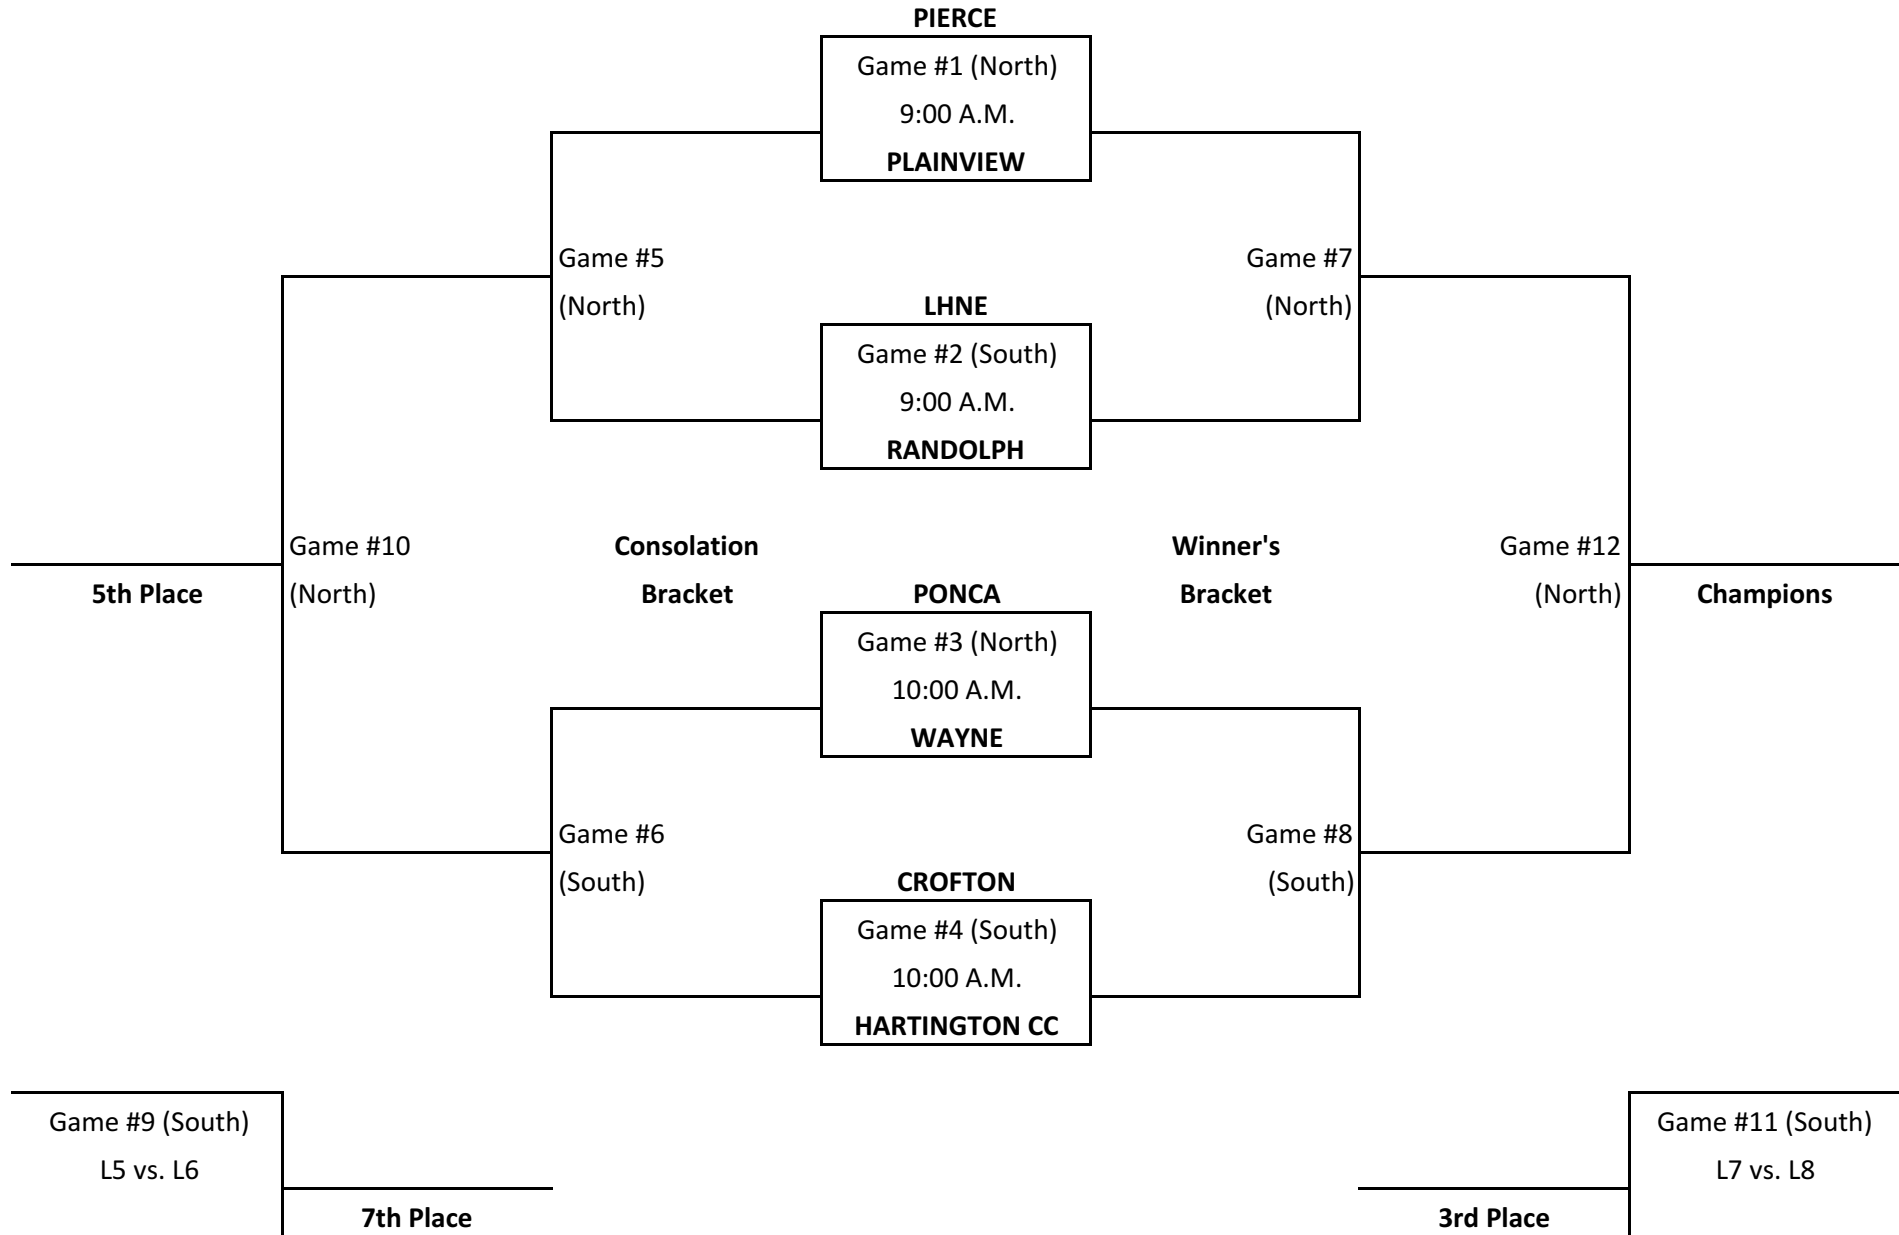 PIERCE
Game #1 (North)
9:00 A.M.
PLAINVIEW
Game #5
(North)
Game #7
(North)
LHNE
Game #2 (South)
9:00 A.M.
RANDOLPH
Game #10
(North)
5th Place
Consolation
Bracket
Winner's
Bracket
Game #12
(North)
Champions
PONCA
Game #3 (North)
10:00 A.M.
WAYNE
Game #6
(South)
Game #8
(South)
CROFTON
Game #4 (South)
10:00 A.M.
HARTINGTON CC
Game #9 (South)
L5 vs. L6
7th Place
Game #11 (South)
L7 vs. L8
3rd Place